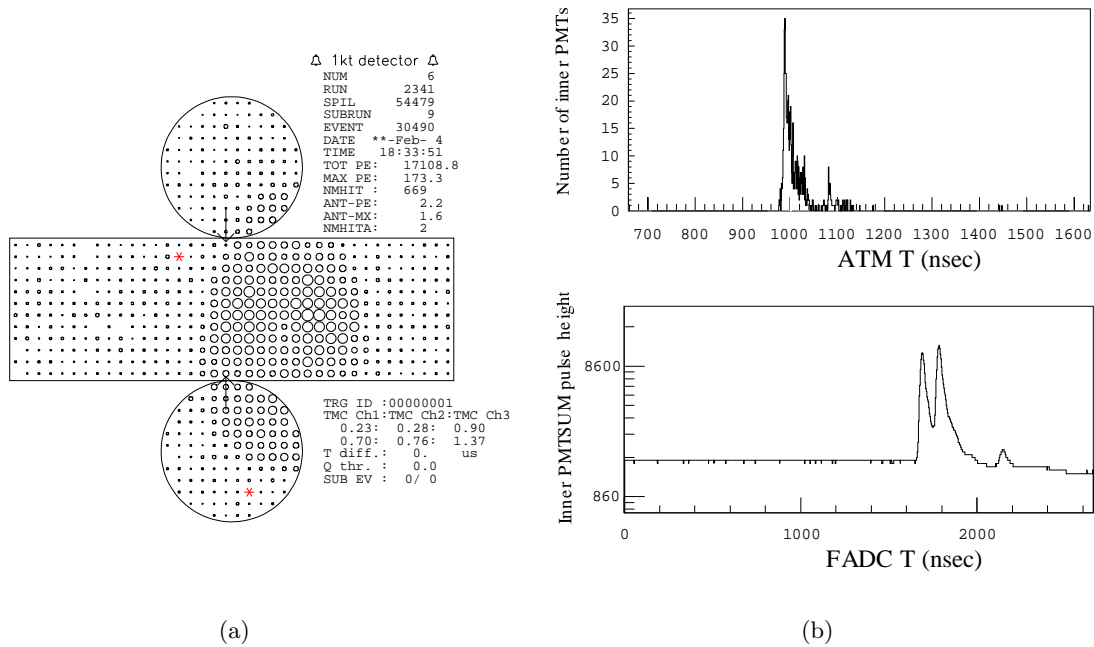 1kt detector
NUM 6
RUN 2341
SPIL 54479
SUBRUN 9
EVENT 30490
DATE **-Feb- 4
TIME 18:33:51
TOT PE: 17108.8
MAX PE: 173.3
NMHIT : 669
ANT-PE: 2.2
ANT-MX: 1.6
NMHITA: 2
TRG ID :00000001
TMC Ch1:TMC Ch2:TMC Ch3
0.23: 0.28: 0.90
0.70: 0.76: 1.37
T diff.: 0. us
Q thr. : 0.0
SUB EV : 0/ 0
(a)
Number of inner PMTs
35
30
25
20
15
10
5
0
700 800 900 1000 1100 1200 1300 1400 1500 1600
ATM T (nsec)
Inner PMTSUM pulse height
8600
860
0 1000 2000
FADC T (nsec)
(b)